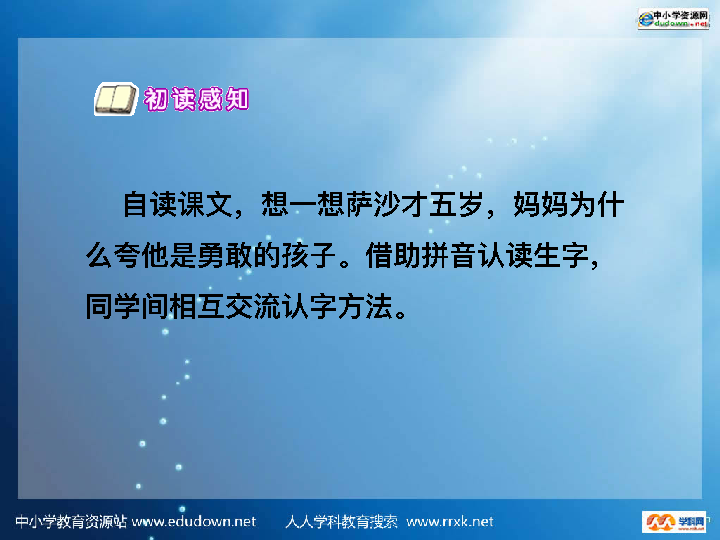 中小学资源网
edudown.net
初读感知
自读课文，想一想萨沙才五岁，妈妈为什
么夸他是勇敢的孩子。借助拼音认读生字，
同学间相互交流认字方法。
中小学教育资源站 www.edudown.net 人人学科教育搜索 www.rrxk.net
学科网